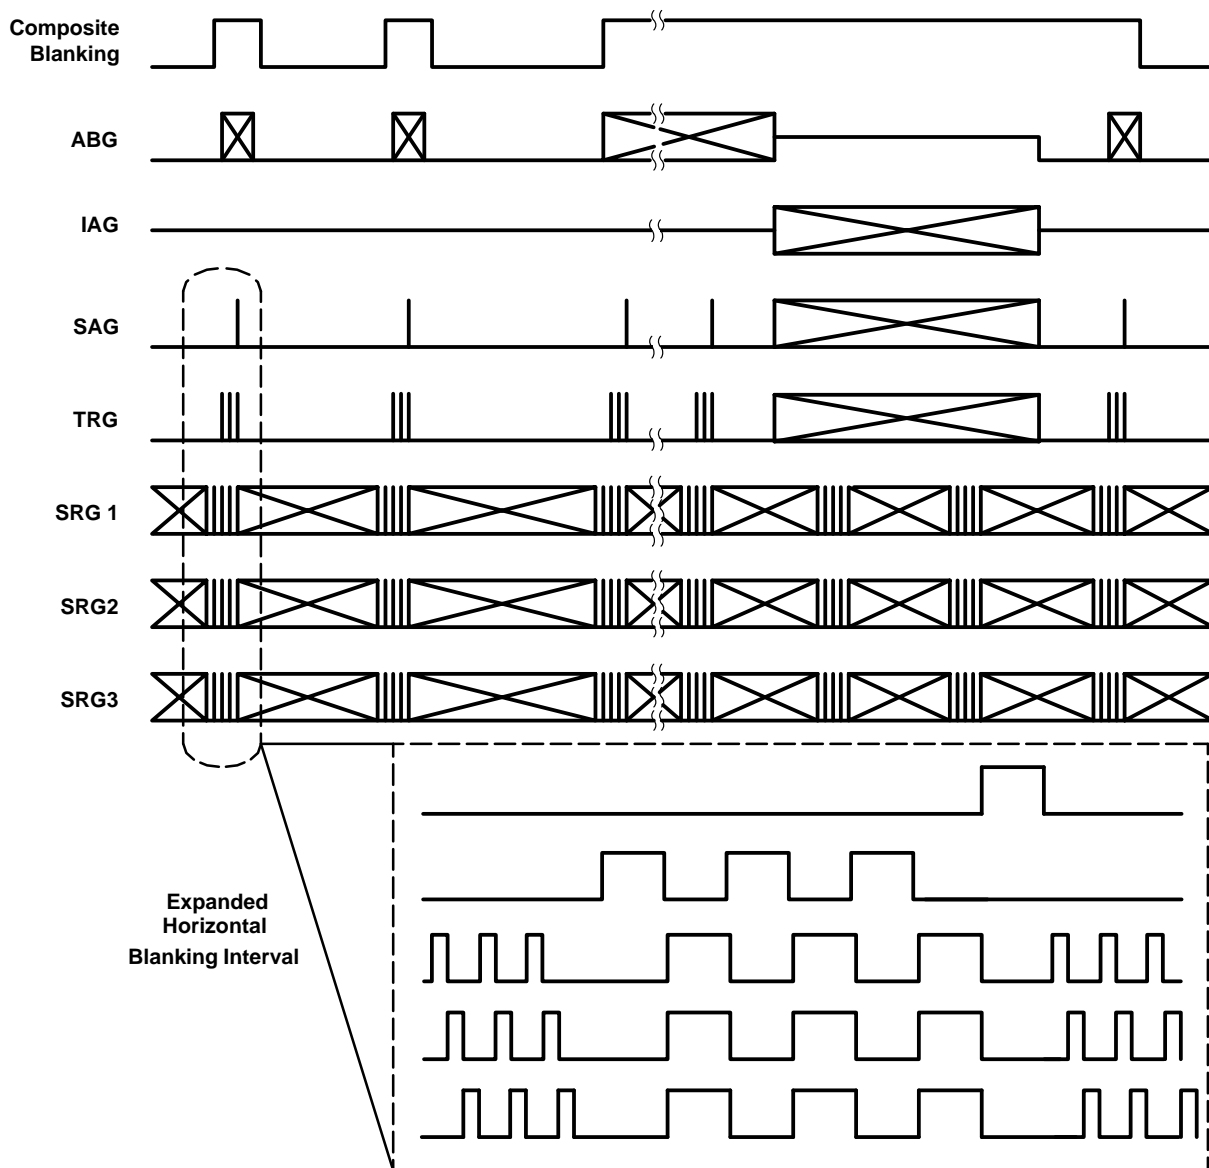 Composite
Blanking
ABG
IAG
SAG
TRG
SRG 1
SRG2
SRG3
Expanded
Horizontal
Blanking Interval